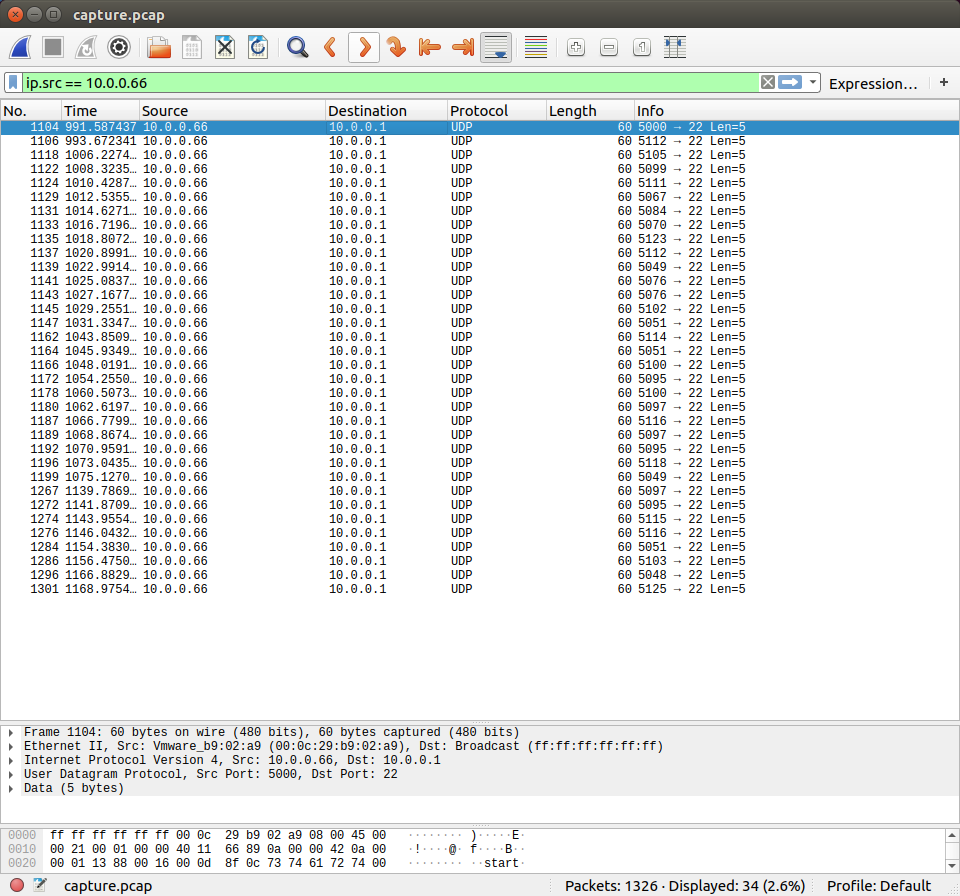 capture.pcap
ip.src == 10.0.0.66 Expression… +
No. Time Source Destination Protocol Length Info
1104 991.587437 10.0.0.66 10.0.0.1 UDP 60 5000 → 22 Len=5
1106 993.672341 10.0.0.66 10.0.0.1 UDP 60 5112 → 22 Len=5
1118 1006.2274… 10.0.0.66 10.0.0.1 UDP 60 5105 → 22 Len=5
1122 1008.3235… 10.0.0.66 10.0.0.1 UDP 60 5099 → 22 Len=5
1124 1010.4287… 10.0.0.66 10.0.0.1 UDP 60 5111 → 22 Len=5
1129 1012.5355… 10.0.0.66 10.0.0.1 UDP 60 5067 → 22 Len=5
1131 1014.6271… 10.0.0.66 10.0.0.1 UDP 60 5084 → 22 Len=5
1133 1016.7196… 10.0.0.66 10.0.0.1 UDP 60 5070 → 22 Len=5
1135 1018.8072… 10.0.0.66 10.0.0.1 UDP 60 5123 → 22 Len=5
1137 1020.8991… 10.0.0.66 10.0.0.1 UDP 60 5112 → 22 Len=5
1139 1022.9914… 10.0.0.66 10.0.0.1 UDP 60 5049 → 22 Len=5
1141 1025.0837… 10.0.0.66 10.0.0.1 UDP 60 5076 → 22 Len=5
1143 1027.1677… 10.0.0.66 10.0.0.1 UDP 60 5076 → 22 Len=5
1145 1029.2551… 10.0.0.66 10.0.0.1 UDP 60 5102 → 22 Len=5
1147 1031.3347… 10.0.0.66 10.0.0.1 UDP 60 5051 → 22 Len=5
1162 1043.8509… 10.0.0.66 10.0.0.1 UDP 60 5114 → 22 Len=5
1164 1045.9349… 10.0.0.66 10.0.0.1 UDP 60 5051 → 22 Len=5
1166 1048.0191… 10.0.0.66 10.0.0.1 UDP 60 5100 → 22 Len=5
1172 1054.2550… 10.0.0.66 10.0.0.1 UDP 60 5095 → 22 Len=5
1178 1060.5073… 10.0.0.66 10.0.0.1 UDP 60 5100 → 22 Len=5
1180 1062.6197… 10.0.0.66 10.0.0.1 UDP 60 5097 → 22 Len=5
1187 1066.7799… 10.0.0.66 10.0.0.1 UDP 60 5116 → 22 Len=5
1189 1068.8674… 10.0.0.66 10.0.0.1 UDP 60 5097 → 22 Len=5
1192 1070.9591… 10.0.0.66 10.0.0.1 UDP 60 5095 → 22 Len=5
1196 1073.0435… 10.0.0.66 10.0.0.1 UDP 60 5118 → 22 Len=5
1199 1075.1270… 10.0.0.66 10.0.0.1 UDP 60 5049 → 22 Len=5
1267 1139.7869… 10.0.0.66 10.0.0.1 UDP 60 5097 → 22 Len=5
1272 1141.8709… 10.0.0.66 10.0.0.1 UDP 60 5095 → 22 Len=5
1274 1143.9554… 10.0.0.66 10.0.0.1 UDP 60 5115 → 22 Len=5
1276 1146.0432… 10.0.0.66 10.0.0.1 UDP 60 5116 → 22 Len=5
1284 1154.3830… 10.0.0.66 10.0.0.1 UDP 60 5051 → 22 Len=5
1286 1156.4750… 10.0.0.66 10.0.0.1 UDP 60 5103 → 22 Len=5
1296 1166.8829… 10.0.0.66 10.0.0.1 UDP 60 5048 → 22 Len=5
1301 1168.9754… 10.0.0.66 10.0.0.1 UDP 60 5125 → 22 Len=5
Frame 1104: 60 bytes on wire (480 bits), 60 bytes captured (480 bits)
Ethernet II, Src: Vmware_b9:02:a9 (00:0c:29:b9:02:a9), Dst: Broadcast (ff:ff:ff:ff:ff:ff)
Internet Protocol Version 4, Src: 10.0.0.66, Dst: 10.0.0.1
User Datagram Protocol, Src Port: 5000, Dst Port: 22
Data (5 bytes)
0000 ff ff ff ff ff ff 00 0c 29 b9 02 a9 08 00 45 00 ········ )·····E·
0010 00 21 00 01 00 00 40 11 66 89 0a 00 00 42 0a 00 ·!····@· f····B··
0020 00 01 13 88 00 16 00 0d 8f 0c 73 74 61 72 74 00 ········ ··start·
capture.pcap Packets: 1326 · Displayed: 34 (2.6%) Profile: Default